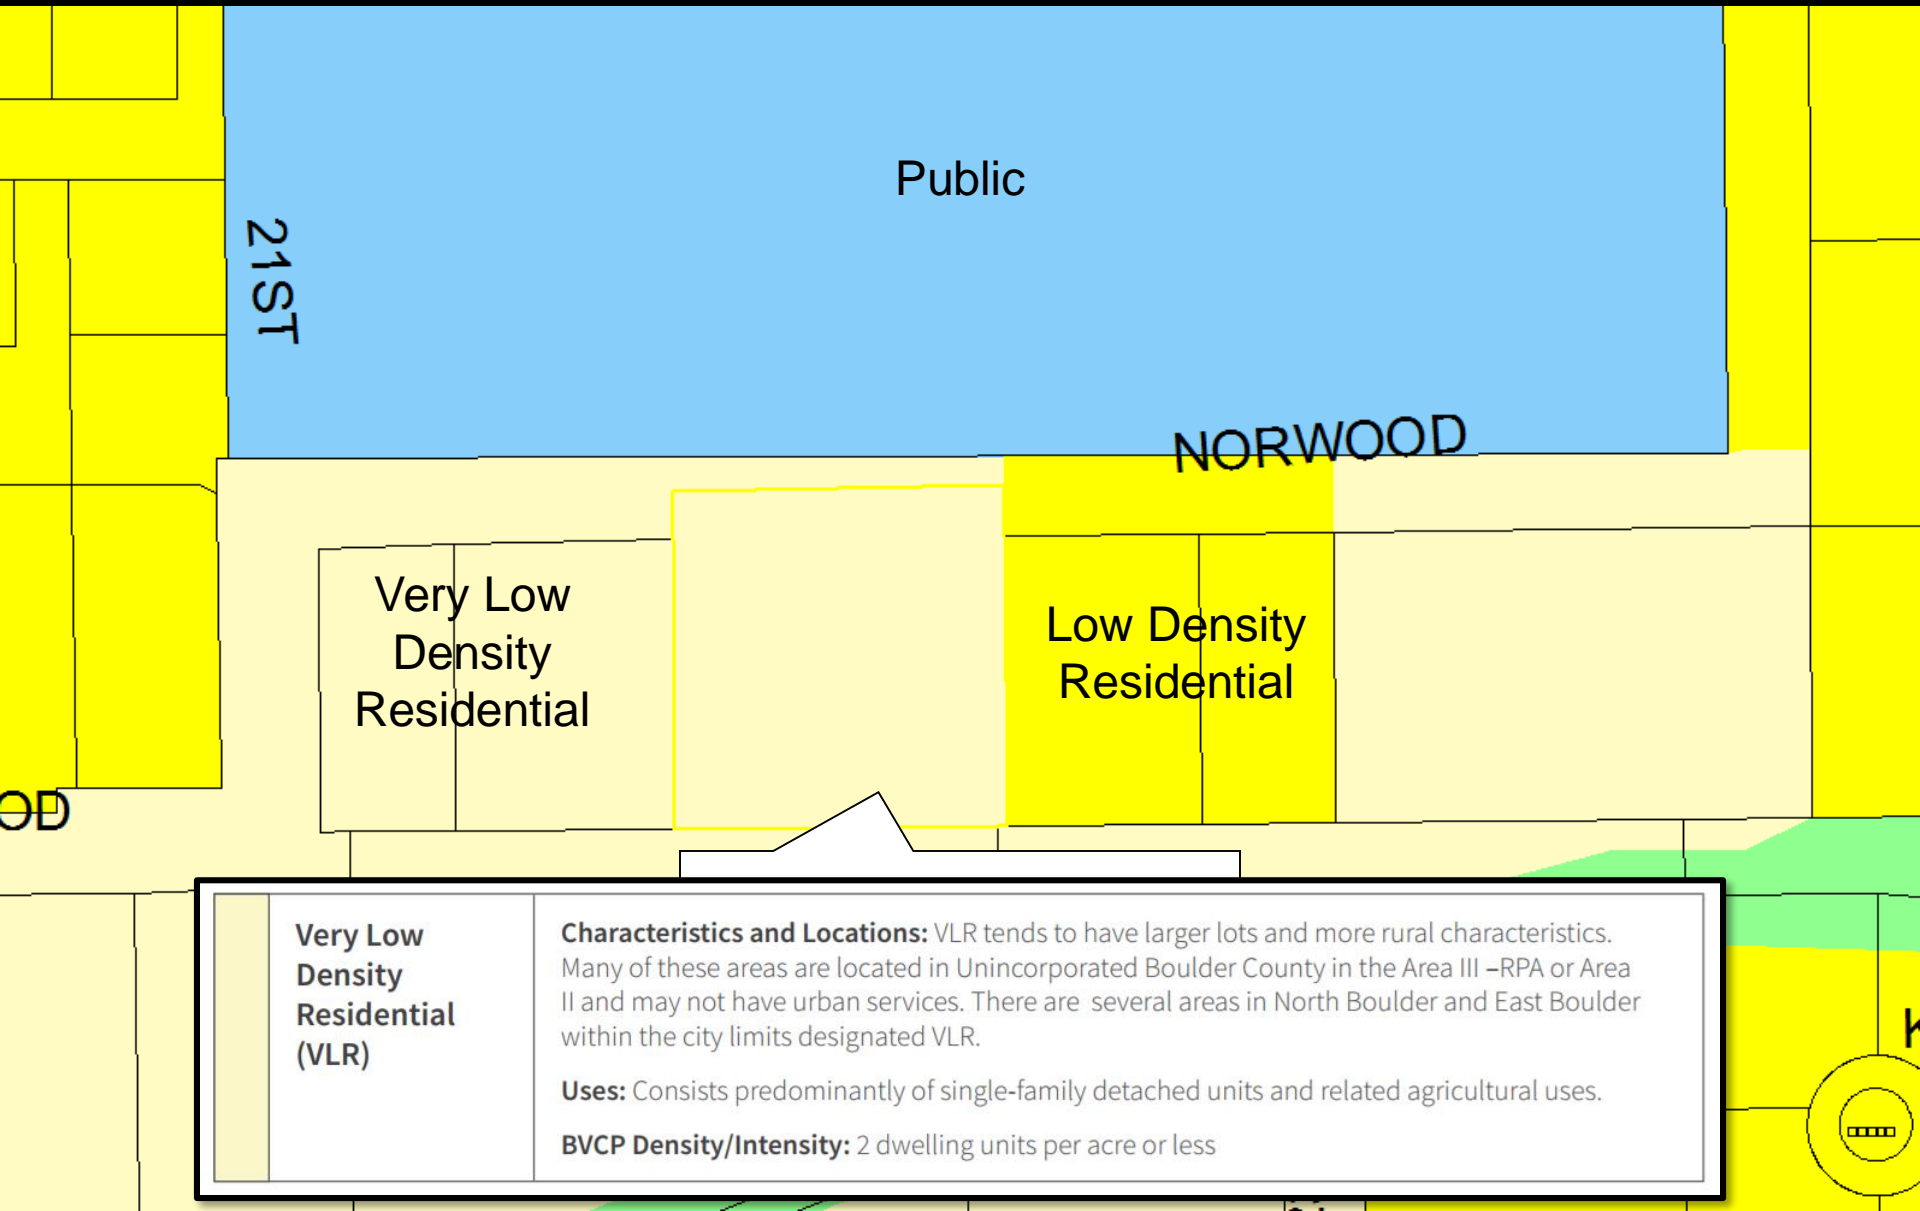 Public
21ST
NORWOOD
Very Low
Density
Residential
Low Density
Residential
OD
Very Low
Density
Residential
(VLR)
Characteristics and Locations: VLR tends to have larger lots and more rural characteristics.
Many of these areas are located in Unincorporated Boulder County in the Area III –RPA or Area
II and may not have urban services. There are several areas in North Boulder and East Boulder
within the city limits designated VLR.
Uses: Consists predominantly of single-family detached units and related agricultural uses.
BVCP Density/Intensity: 2 dwelling units per acre or less
K